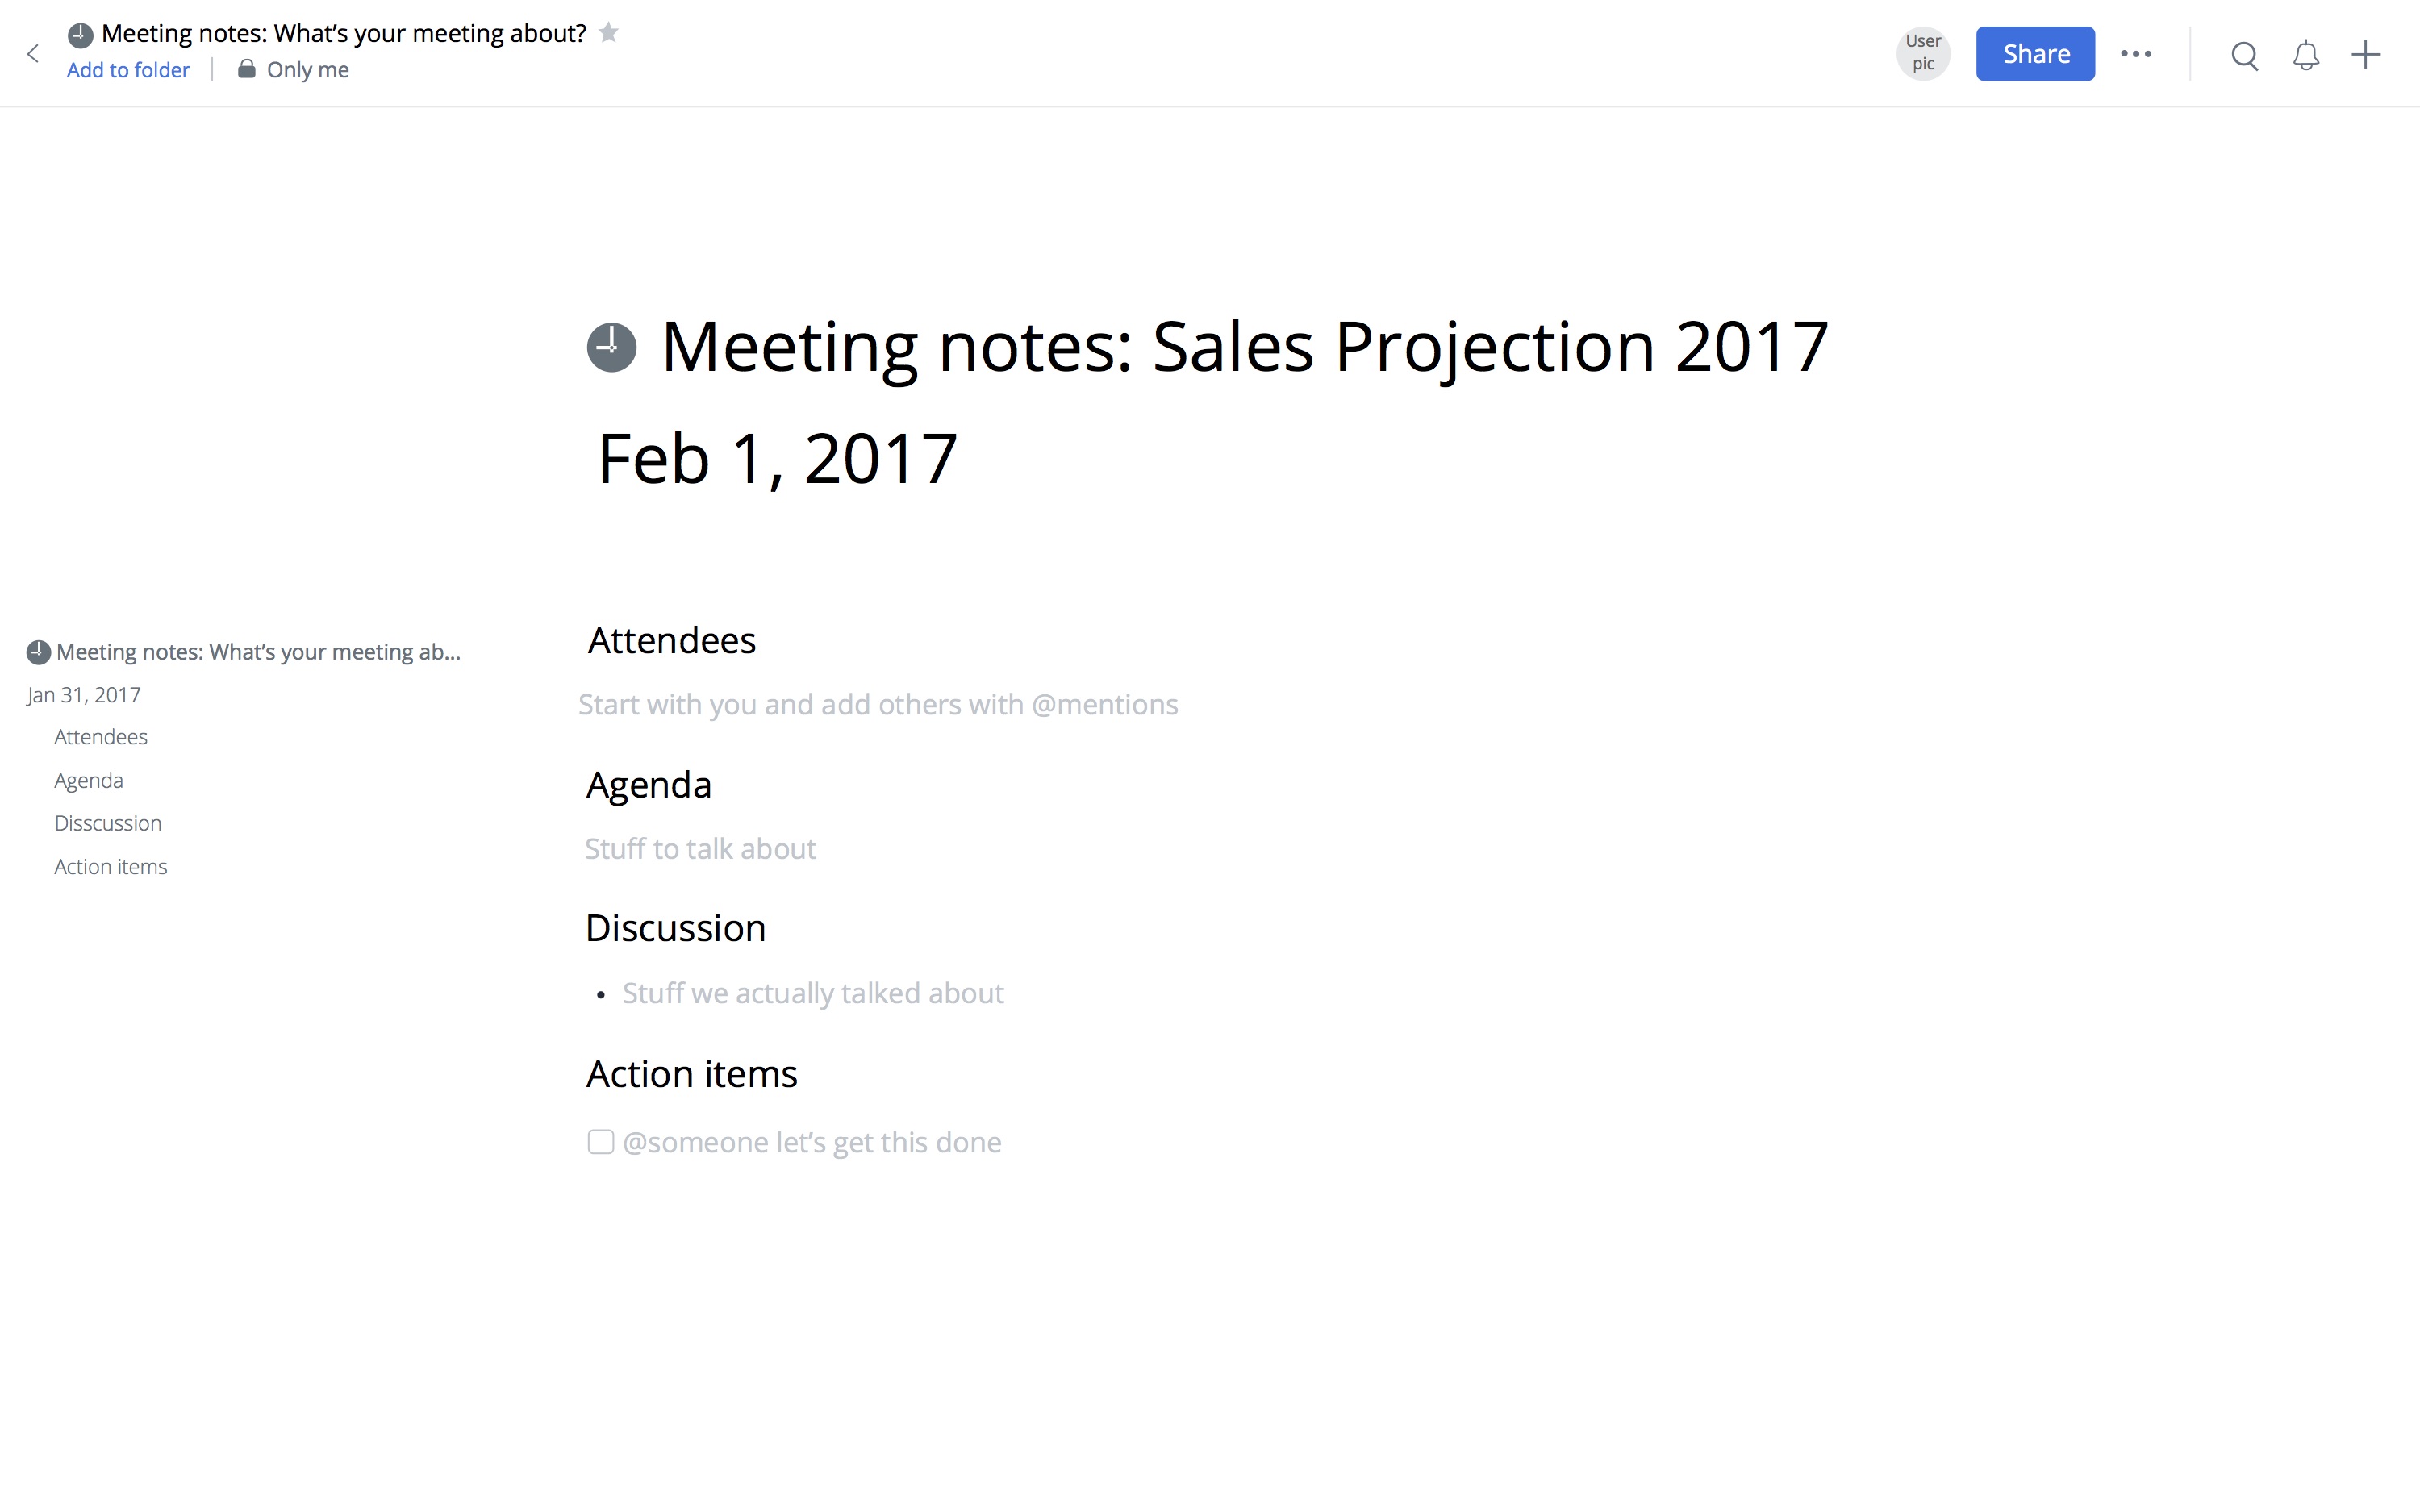 Meeting notes: What's your meeting about?
Add to folder
Only me
User
pic
Share
Meeting notes: Sales Projection 2017
Feb 1, 2017
Meeting notes: What's your meeting ab...
Jan 31, 2017
Attendees
Agenda
Disscussion
Action items
Attendees
Start with you and add others with @mentions
Agenda
Stuff to talk about
Discussion
• Stuff we actually talked about
Action items
@someone let's get this done